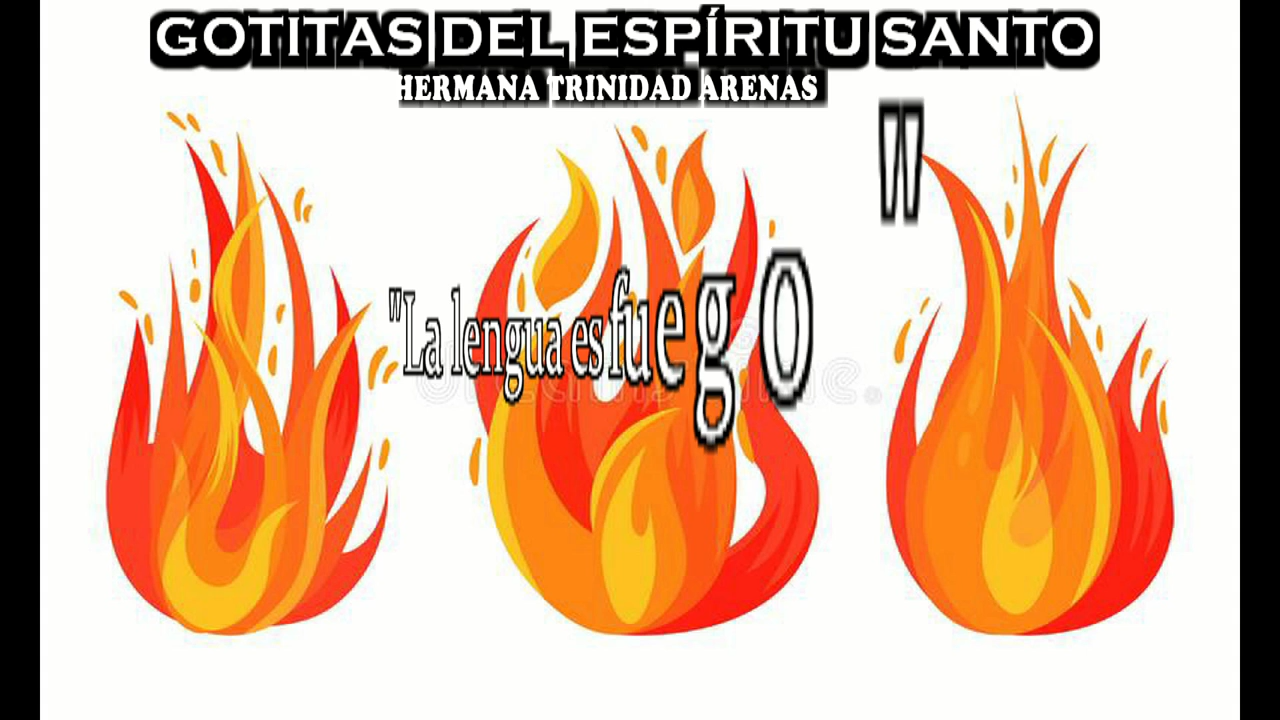 GOTITAS DEL ESPÍRITU SANTO
HERMANA TRINIDAD ARENAS
"La lengua es fuego "